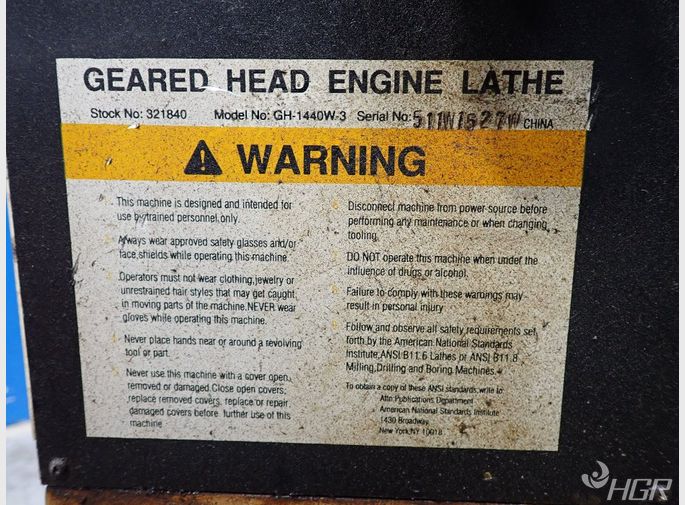 GEARED HEAD ENGINE LATHE
Stock No: 321840 Model No: GH-1440W-3 Serial No: 511W1527W CHINA
WARNING
This machine is designed and intended for
use by trained personnel only.
Always wear approved safety glasses and/or
face shields while operating this machine.
Operators must not wear clothing, jewelry or
unrestrained hair styles that may get caught
in moving parts of the machine. NEVER wear
gloves while operating this machine.
Never place hands near or around a revolving
tool or part.
Never use this machine with a cover open,
removed or damaged. Close open covers,
replace removed covers, replace or repair
damaged covers before further use of this
machine.
Disconnect machine from power source before
performing any maintenance or when changing
tooling.
DO NOT operate this machine when under the
influence of drugs or alcohol.
Failure to comply with these warnings may
result in personal injury.
Follow and observe all safety requirements set
forth by the American National Standards
Institute, ANSI B11.6 Lathes or ANSI B11.8
Milling, Drilling and Boring Machines.
To obtain a copy of these ANSI standards, write to
Attn: Publications Department
American National Standards Institute
1430 Broadway
New York, NY 10018
HGR